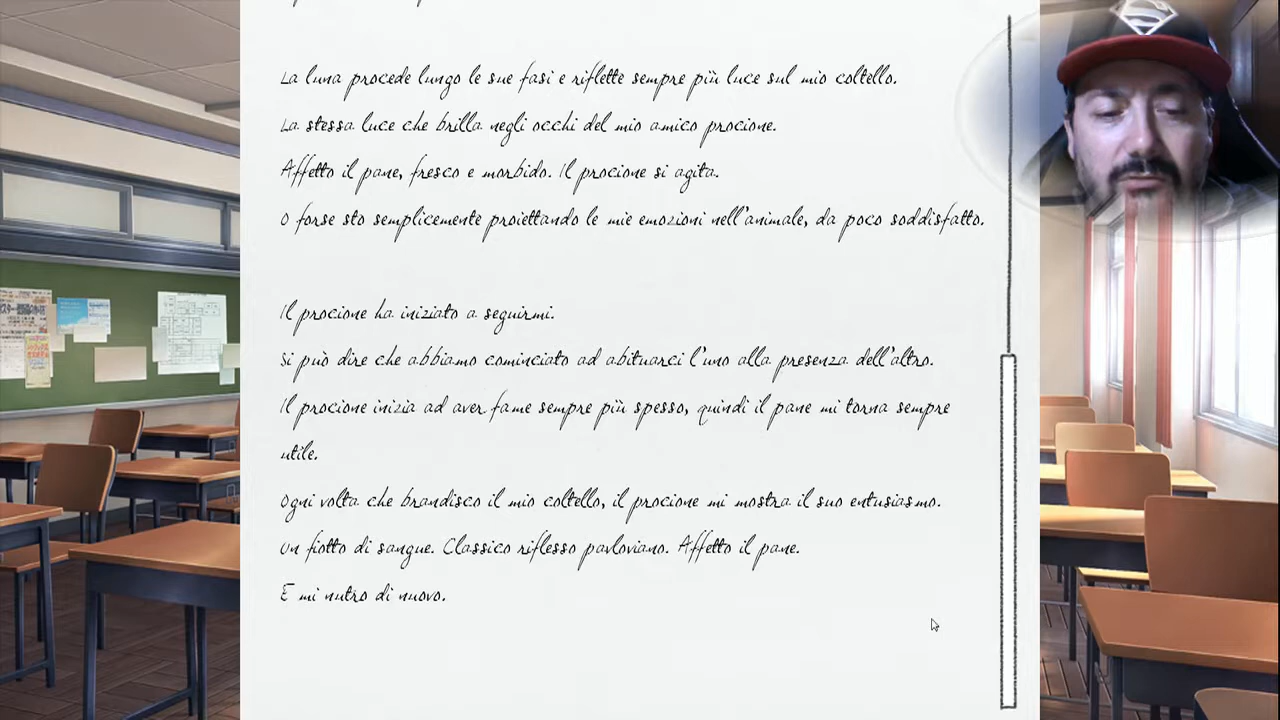 La luna procede lungo le sue fasi e riflette sempre più luce sul mio coltello.
La stessa luce che brilla negli occhi del mio amico procione.
Affetto il pane, fresco e morbido. Il procione si agita.
O forse sto semplicemente proiettando le mie emozioni nell'animale, da poco soddisfatto.
Il procione ha iniziato a seguirmi.
Si può dire che abbiamo cominciato ad abituarci l'uno alla presenza dell'altro.
Il procione inizia ad aver fame sempre più spesso, quindi il pane mi torna sempre
utile.
Ogni volta che brandisco il mio coltello, il procione mi mostra il suo entusiasmo.
Un fiotto di sangue. Classico riflesso pavloviano. Affetto il pane.
E mi nutro di nuovo.